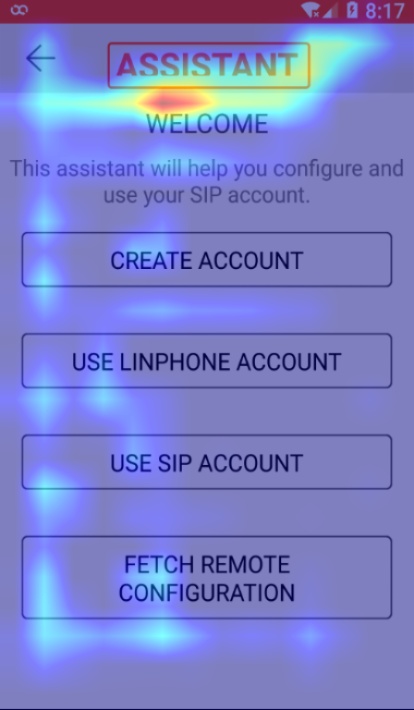 8:17
ASSISTANT
WELCOME
This assistant will help you configure and
use your SIP account.
CREATE ACCOUNT
USE LINPHONE ACCOUNT
USE SIP ACCOUNT
FETCH REMOTE
CONFIGURATION